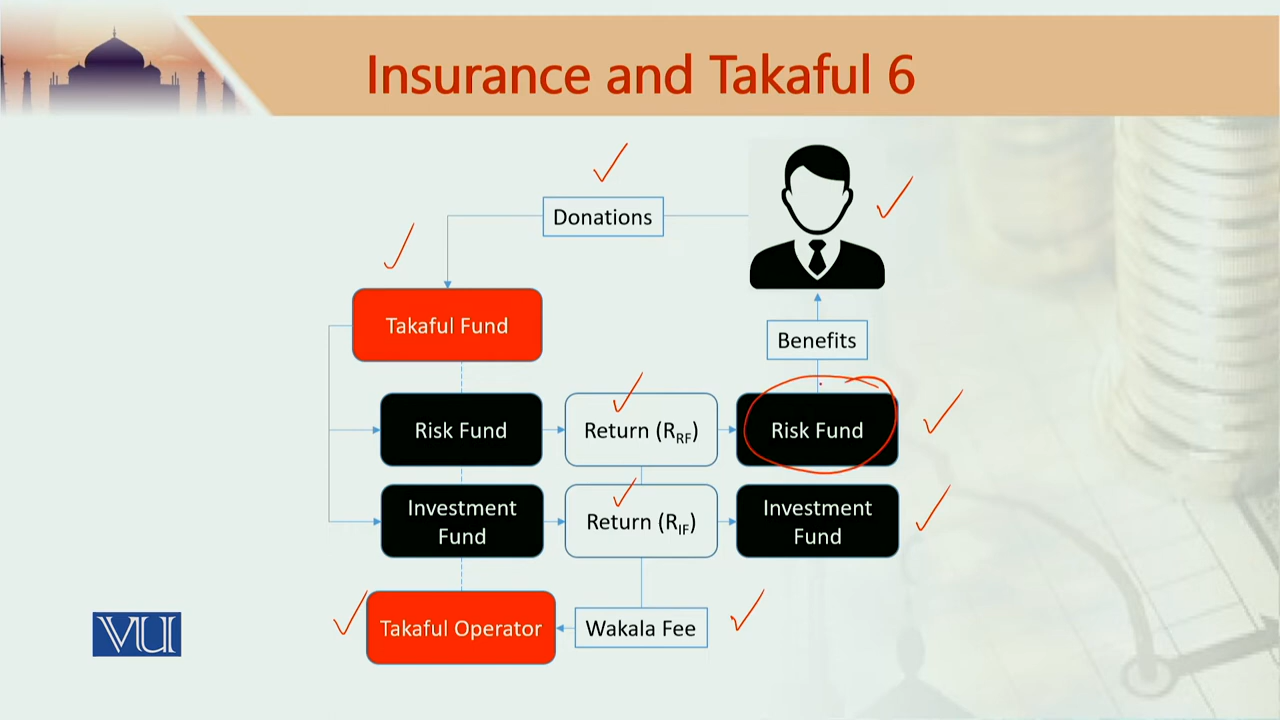 Insurance and Takaful 6
Donations
Takaful Fund
Benefits
Risk Fund
Return (RRF)
Risk Fund
Investment
Fund
Return (RIF)
Investment
Fund
Takaful Operator
Wakala Fee
VU